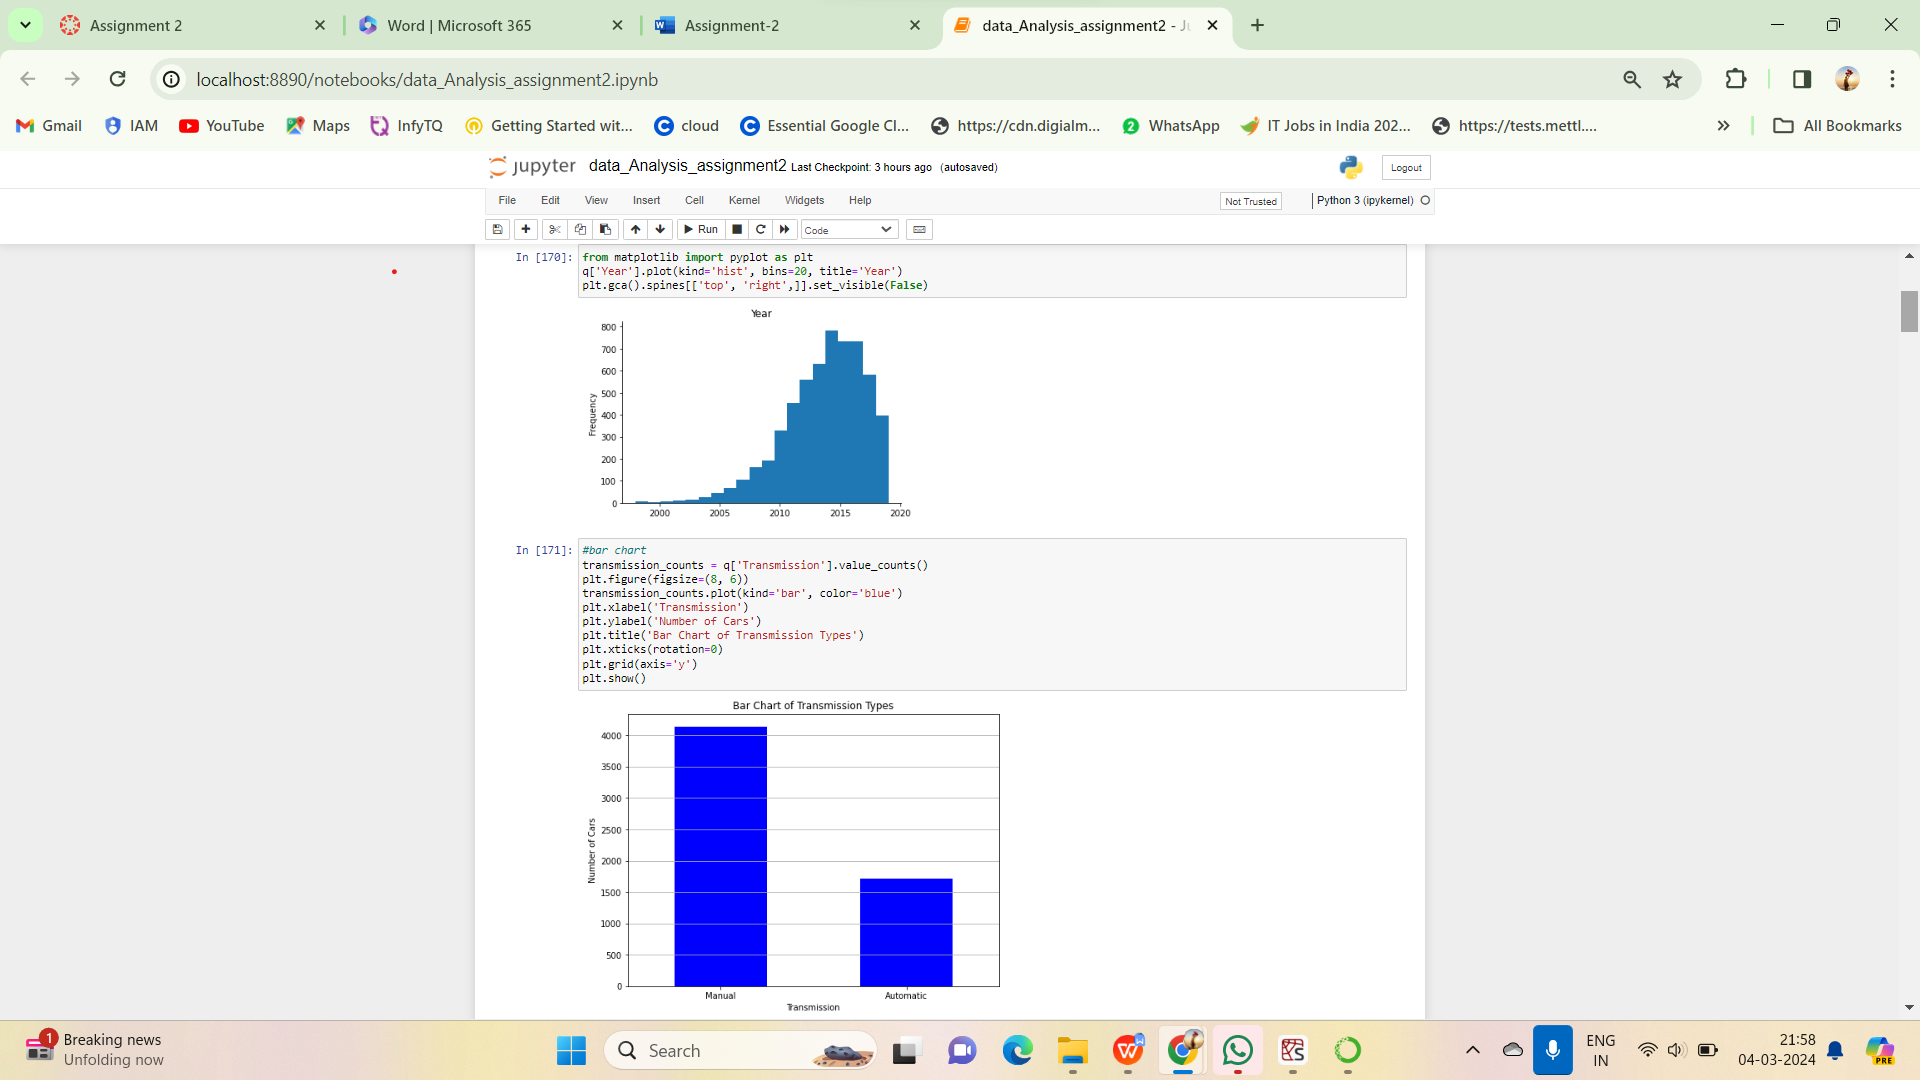 Assignment 2
Word | Microsoft 365
Assignment-2
data_Analysis_assignment2 - Ju
localhost:8890/notebooks/data_Analysis_assignment2.ipynb
Gmail IAM YouTube Maps InfyTQ Getting Started wit... cloud Essential Google Cl... https://cdn.digialm... WhatsApp IT Jobs in India 202... https://tests.mettl.... » All Bookmarks
jupyter data_Analysis_assignment2 Last Checkpoint: 3 hours ago (autosaved) Logout
File Edit View Insert Cell Kernel Widgets Help Not Trusted Python 3 (ipykernel)
Run Code
In [170]: from matplotlib import pyplot as plt
q['Year'].plot(kind='hist', bins=20, title='Year')
plt.gca().spines[['top', 'right',]].set_visible(False)
Year
800
700
600
500
400
300
200
100
0
Frequency
2000 2005 2010 2015 2020
In [171]: #bar chart
transmission_counts = q['Transmission'].value_counts()
plt.figure(figsize=(8, 6))
transmission_counts.plot(kind='bar', color='blue')
plt.xlabel('Transmission')
plt.ylabel('Number of Cars')
plt.title('Bar Chart of Transmission Types')
plt.xticks(rotation=0)
plt.grid(axis='y')
plt.show()
Bar Chart of Transmission Types
4000
3500
3000
2500
2000
1500
1000
500
0
Number of Cars
Manual Automatic
Transmission
1
Breaking news
Unfolding now
Search
ENG
IN
21:58
04-03-2024
PRE